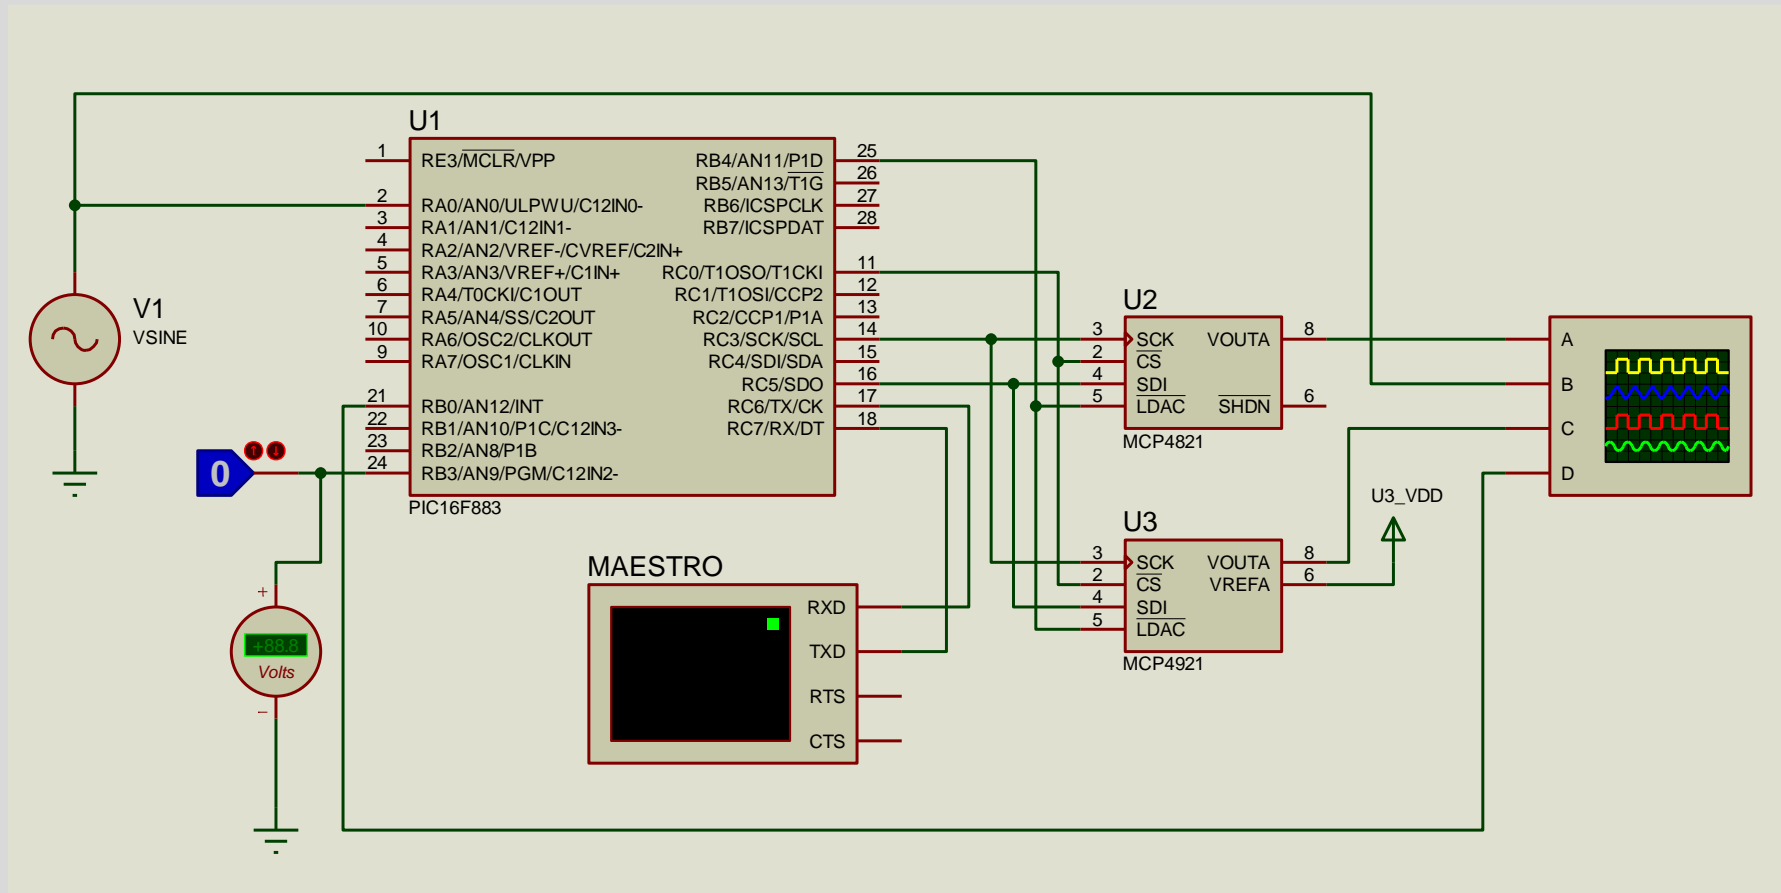 U1
1 RE3/MCLR/VPP
2 RA0/AN0/ULPWU/C12IN0-
3 RA1/AN1/C12IN1-
4 RA2/AN2/VREF-/CVREF/C2IN+
5 RA3/AN3/VREF+/C1IN+
6 RA4/T0CKI/C1OUT
7 RA5/AN4/SS/C2OUT
10 RA6/OSC2/CLKOUT
9 RA7/OSC1/CLKIN
21 RB0/AN12/INT
22 RB1/AN10/P1C/C12IN3-
23 RB2/AN8/P1B
24 RB3/AN9/PGM/C12IN2-
RB4/AN11/P1D 25
RB5/AN13/T1G 26
RB6/ICSPCLK 27
RB7/ICSPDAT 28
RC0/T1OSO/T1CKI 11
RC1/T1OSI/CCP2 12
RC2/CCP1/P1A 13
RC3/SCK/SCL 14
RC4/SDI/SDA 15
RC5/SDO 16
RC6/TX/CK 17
RC7/RX/DT 18
PIC16F883
V1
VSINE
0
+
+88.8
Volts
−
MAESTRO
RXD
TXD
RTS
CTS
U2
3 SCK VOUTA 8
2 CS
4 SDI
5 LDAC SHDN 6
MCP4821
U3
3 SCK VOUTA 8
2 CS VREFA 6
4 SDI
5 LDAC
MCP4921
U3_VDD
A
B
C
D